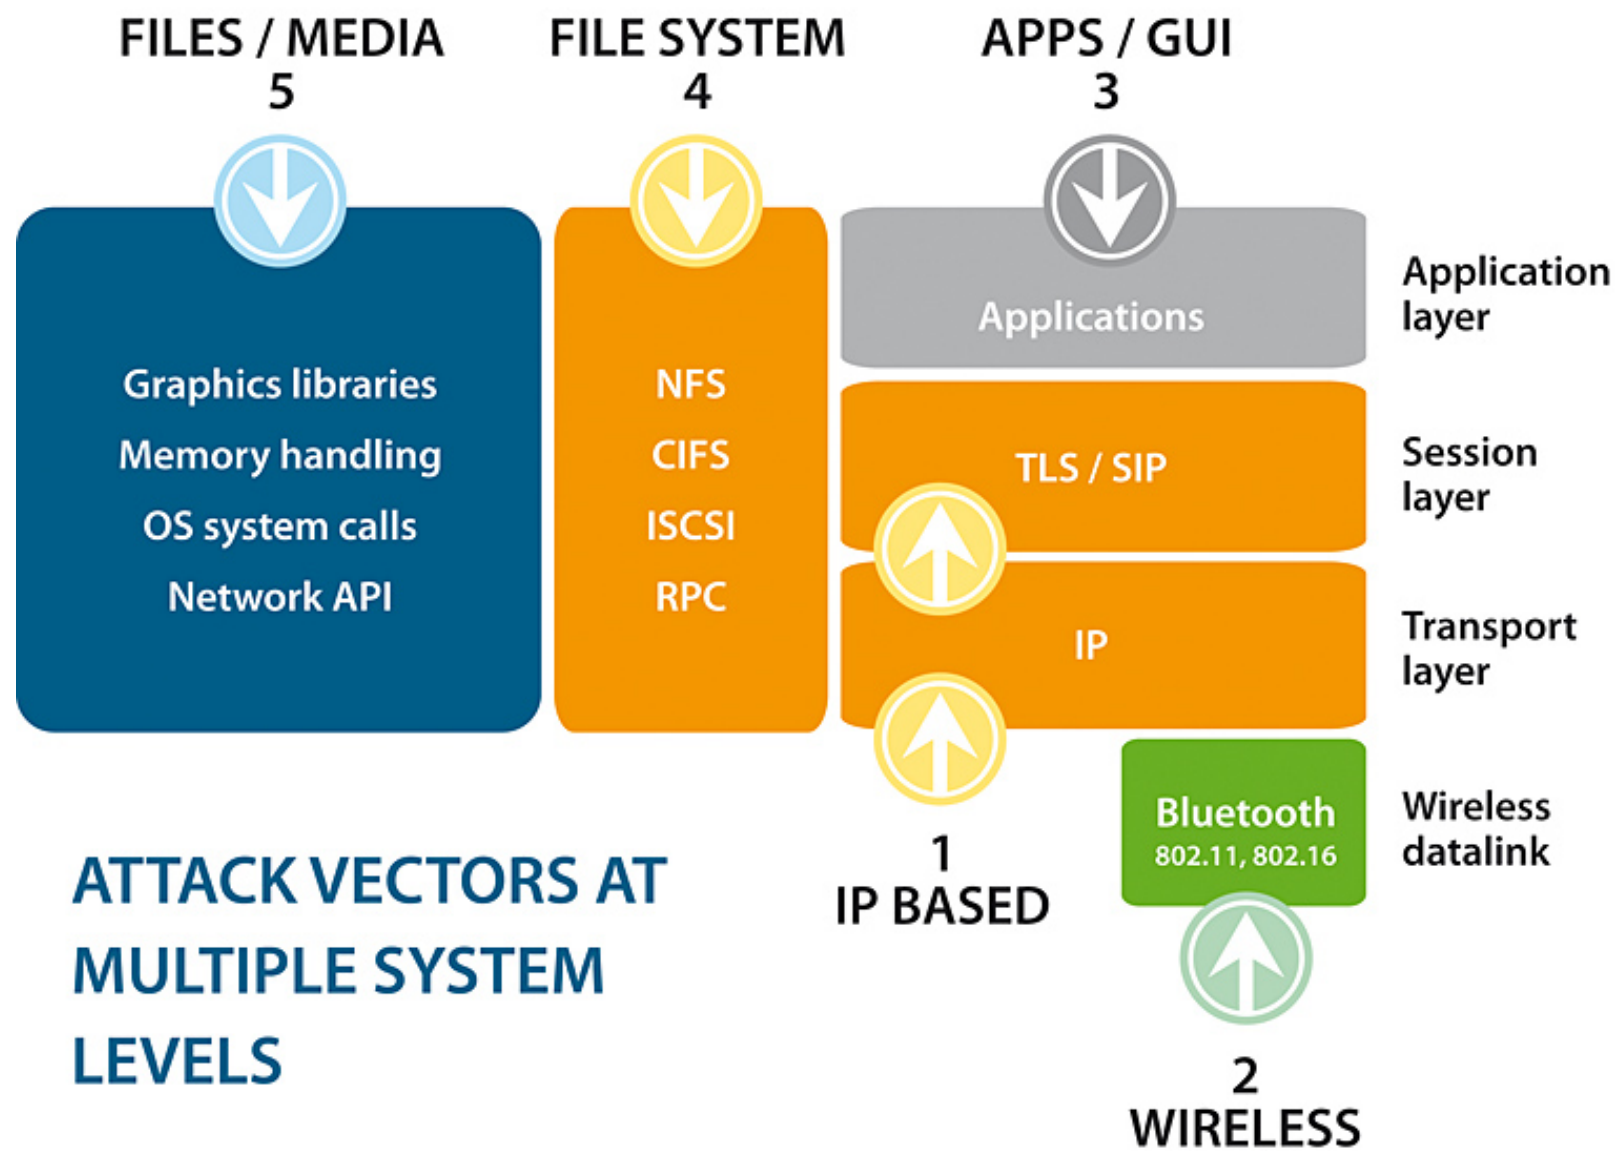 FILES / MEDIA
5
FILE SYSTEM
4
APPS / GUI
3
Graphics libraries
Memory handling
OS system calls
Network API
NFS
CIFS
ISCSI
RPC
Applications
Application
layer
TLS / SIP
Session
layer
IP
Transport
layer
Bluetooth
802.11, 802.16
Wireless
datalink
1
IP BASED
2
WIRELESS
ATTACK VECTORS AT
MULTIPLE SYSTEM
LEVELS